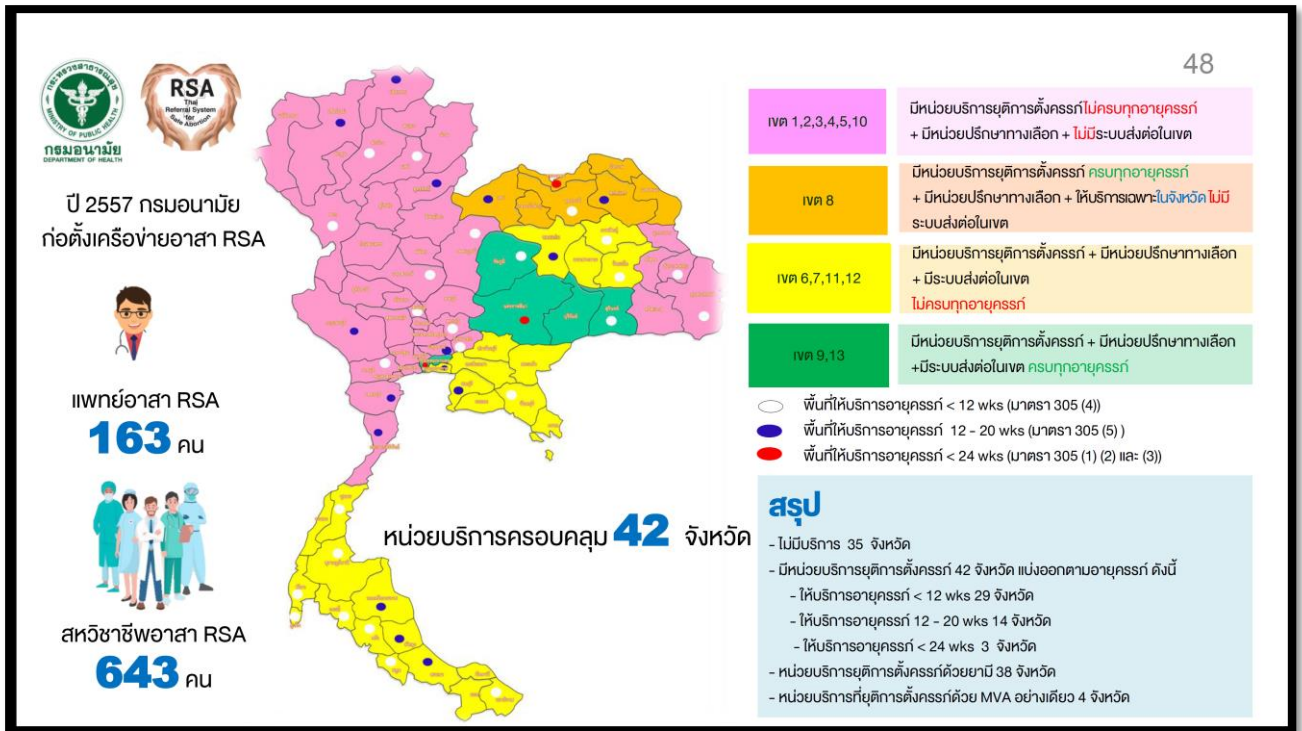 48
กระทรวงสาธารณสุข
MINISTRY OF PUBLIC HEALTH
กรมอนามัย
DEPARTMENT OF HEALTH
RSA
Thai
Referral System
for
Safe Abortion
ปี 2557 กรมอนามัย
ก่อตั้งเครือข่ายอาสา RSA
แพทย์อาสา RSA
163 คน
สหวิชาชีพอาสา RSA
643 คน
หน่วยบริการครอบคลุม 42 จังหวัด
เขต 1,2,3,4,5,10
มีหน่วยบริการยุติการตั้งครรภ์ไม่ครบทุกอายุครรภ์
+ มีหน่วยปรึกษาทางเลือก + ไม่มีระบบส่งต่อในเขต
เขต 8
มีหน่วยบริการยุติการตั้งครรภ์ ครบทุกอายุครรภ์
+ มีหน่วยปรึกษาทางเลือก + ให้บริการเฉพาะในจังหวัด ไม่มี
ระบบส่งต่อในเขต
เขต 6,7,11,12
มีหน่วยบริการยุติการตั้งครรภ์ + มีหน่วยปรึกษาทางเลือก
+ มีระบบส่งต่อในเขต
ไม่ครบทุกอายุครรภ์
เขต 9,13
มีหน่วยบริการยุติการตั้งครรภ์ + มีหน่วยปรึกษาทางเลือก
+มีระบบส่งต่อในเขต ครบทุกอายุครรภ์
พื้นที่ให้บริการอายุครรภ์ < 12 wks (มาตรา 305 (4))
พื้นที่ให้บริการอายุครรภ์ 12 - 20 wks (มาตรา 305 (5) )
พื้นที่ให้บริการอายุครรภ์ < 24 wks (มาตรา 305 (1) (2) และ (3))
สรุป
- ไม่มีบริการ 35 จังหวัด
- มีหน่วยบริการยุติการตั้งครรภ์ 42 จังหวัด แบ่งออกตามอายุครรภ์ ดังนี้
- ให้บริการอายุครรภ์ < 12 wks 29 จังหวัด
- ให้บริการอายุครรภ์ 12 - 20 wks 14 จังหวัด
- ให้บริการอายุครรภ์ < 24 wks 3 จังหวัด
- หน่วยบริการยุติการตั้งครรภ์ด้วยยามี 38 จังหวัด
- หน่วยบริการที่ยุติการตั้งครรภ์ด้วย MVA อย่างเดียว 4 จังหวัด